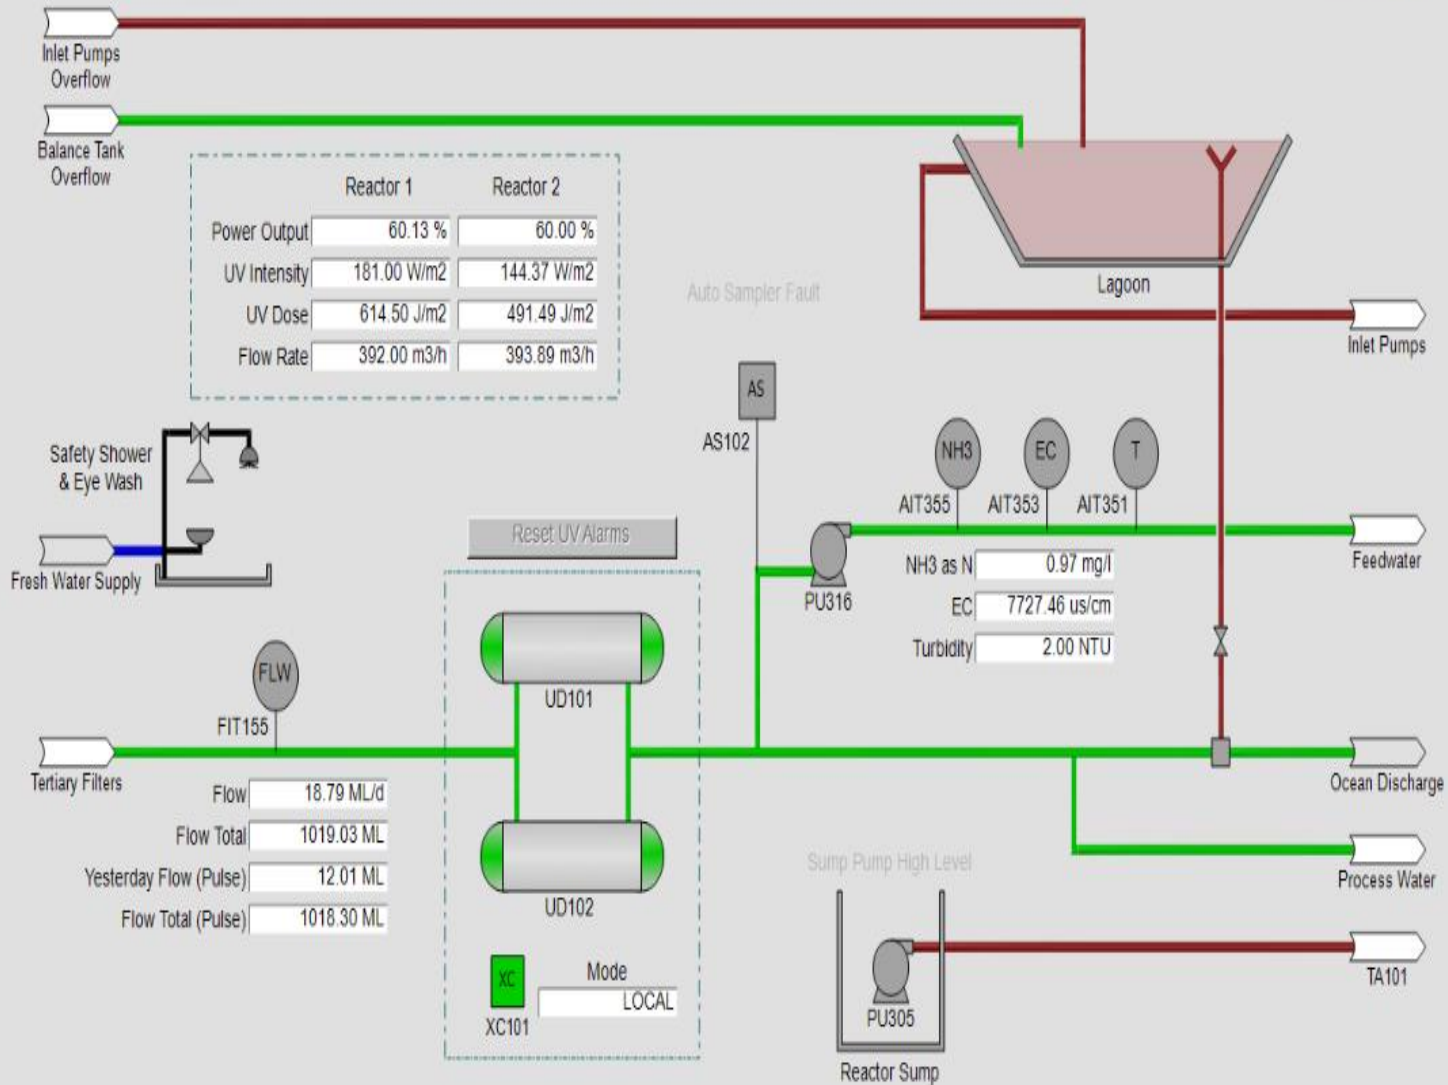 Inlet Pumps
Overflow
Balance Tank
Overflow
Reactor 1
Reactor 2
Power Output
60.13 %
60.00 %
UV Intensity
181.00 W/m2
144.37 W/m2
UV Dose
614.50 J/m2
491.49 J/m2
Flow Rate
392.00 m3/h
393.89 m3/h
Auto Sampler Fault
Lagoon
Inlet Pumps
AS
AS102
Safety Shower
& Eye Wash
Fresh Water Supply
NH3
EC
T
AIT355
AIT353
AIT351
Reset UV Alarms
PU316
Feedwater
NH3 as N
0.97 mg/l
EC
7727.46 us/cm
Turbidity
2.00 NTU
FLW
FIT155
UD101
Tertiary Filters
Ocean Discharge
Flow
18.79 ML/d
Flow Total
1019.03 ML
Yesterday Flow (Pulse)
12.01 ML
Flow Total (Pulse)
1018.30 ML
UD102
Sump Pump High Level
Process Water
XC
XC101
Mode
LOCAL
PU305
Reactor Sump
TA101